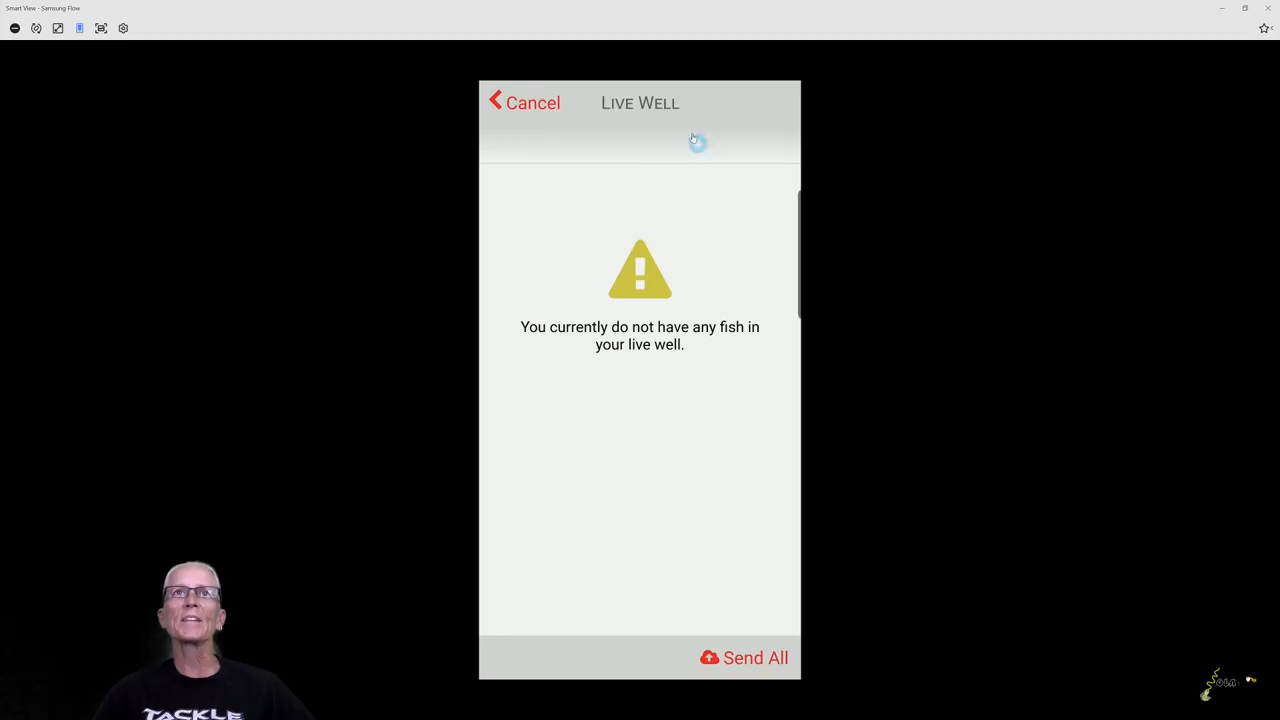 Smart View - Samsung Flow
Cancel
LIVE WELL
You currently do not have any fish in
your live well.
Send All
TACKLE